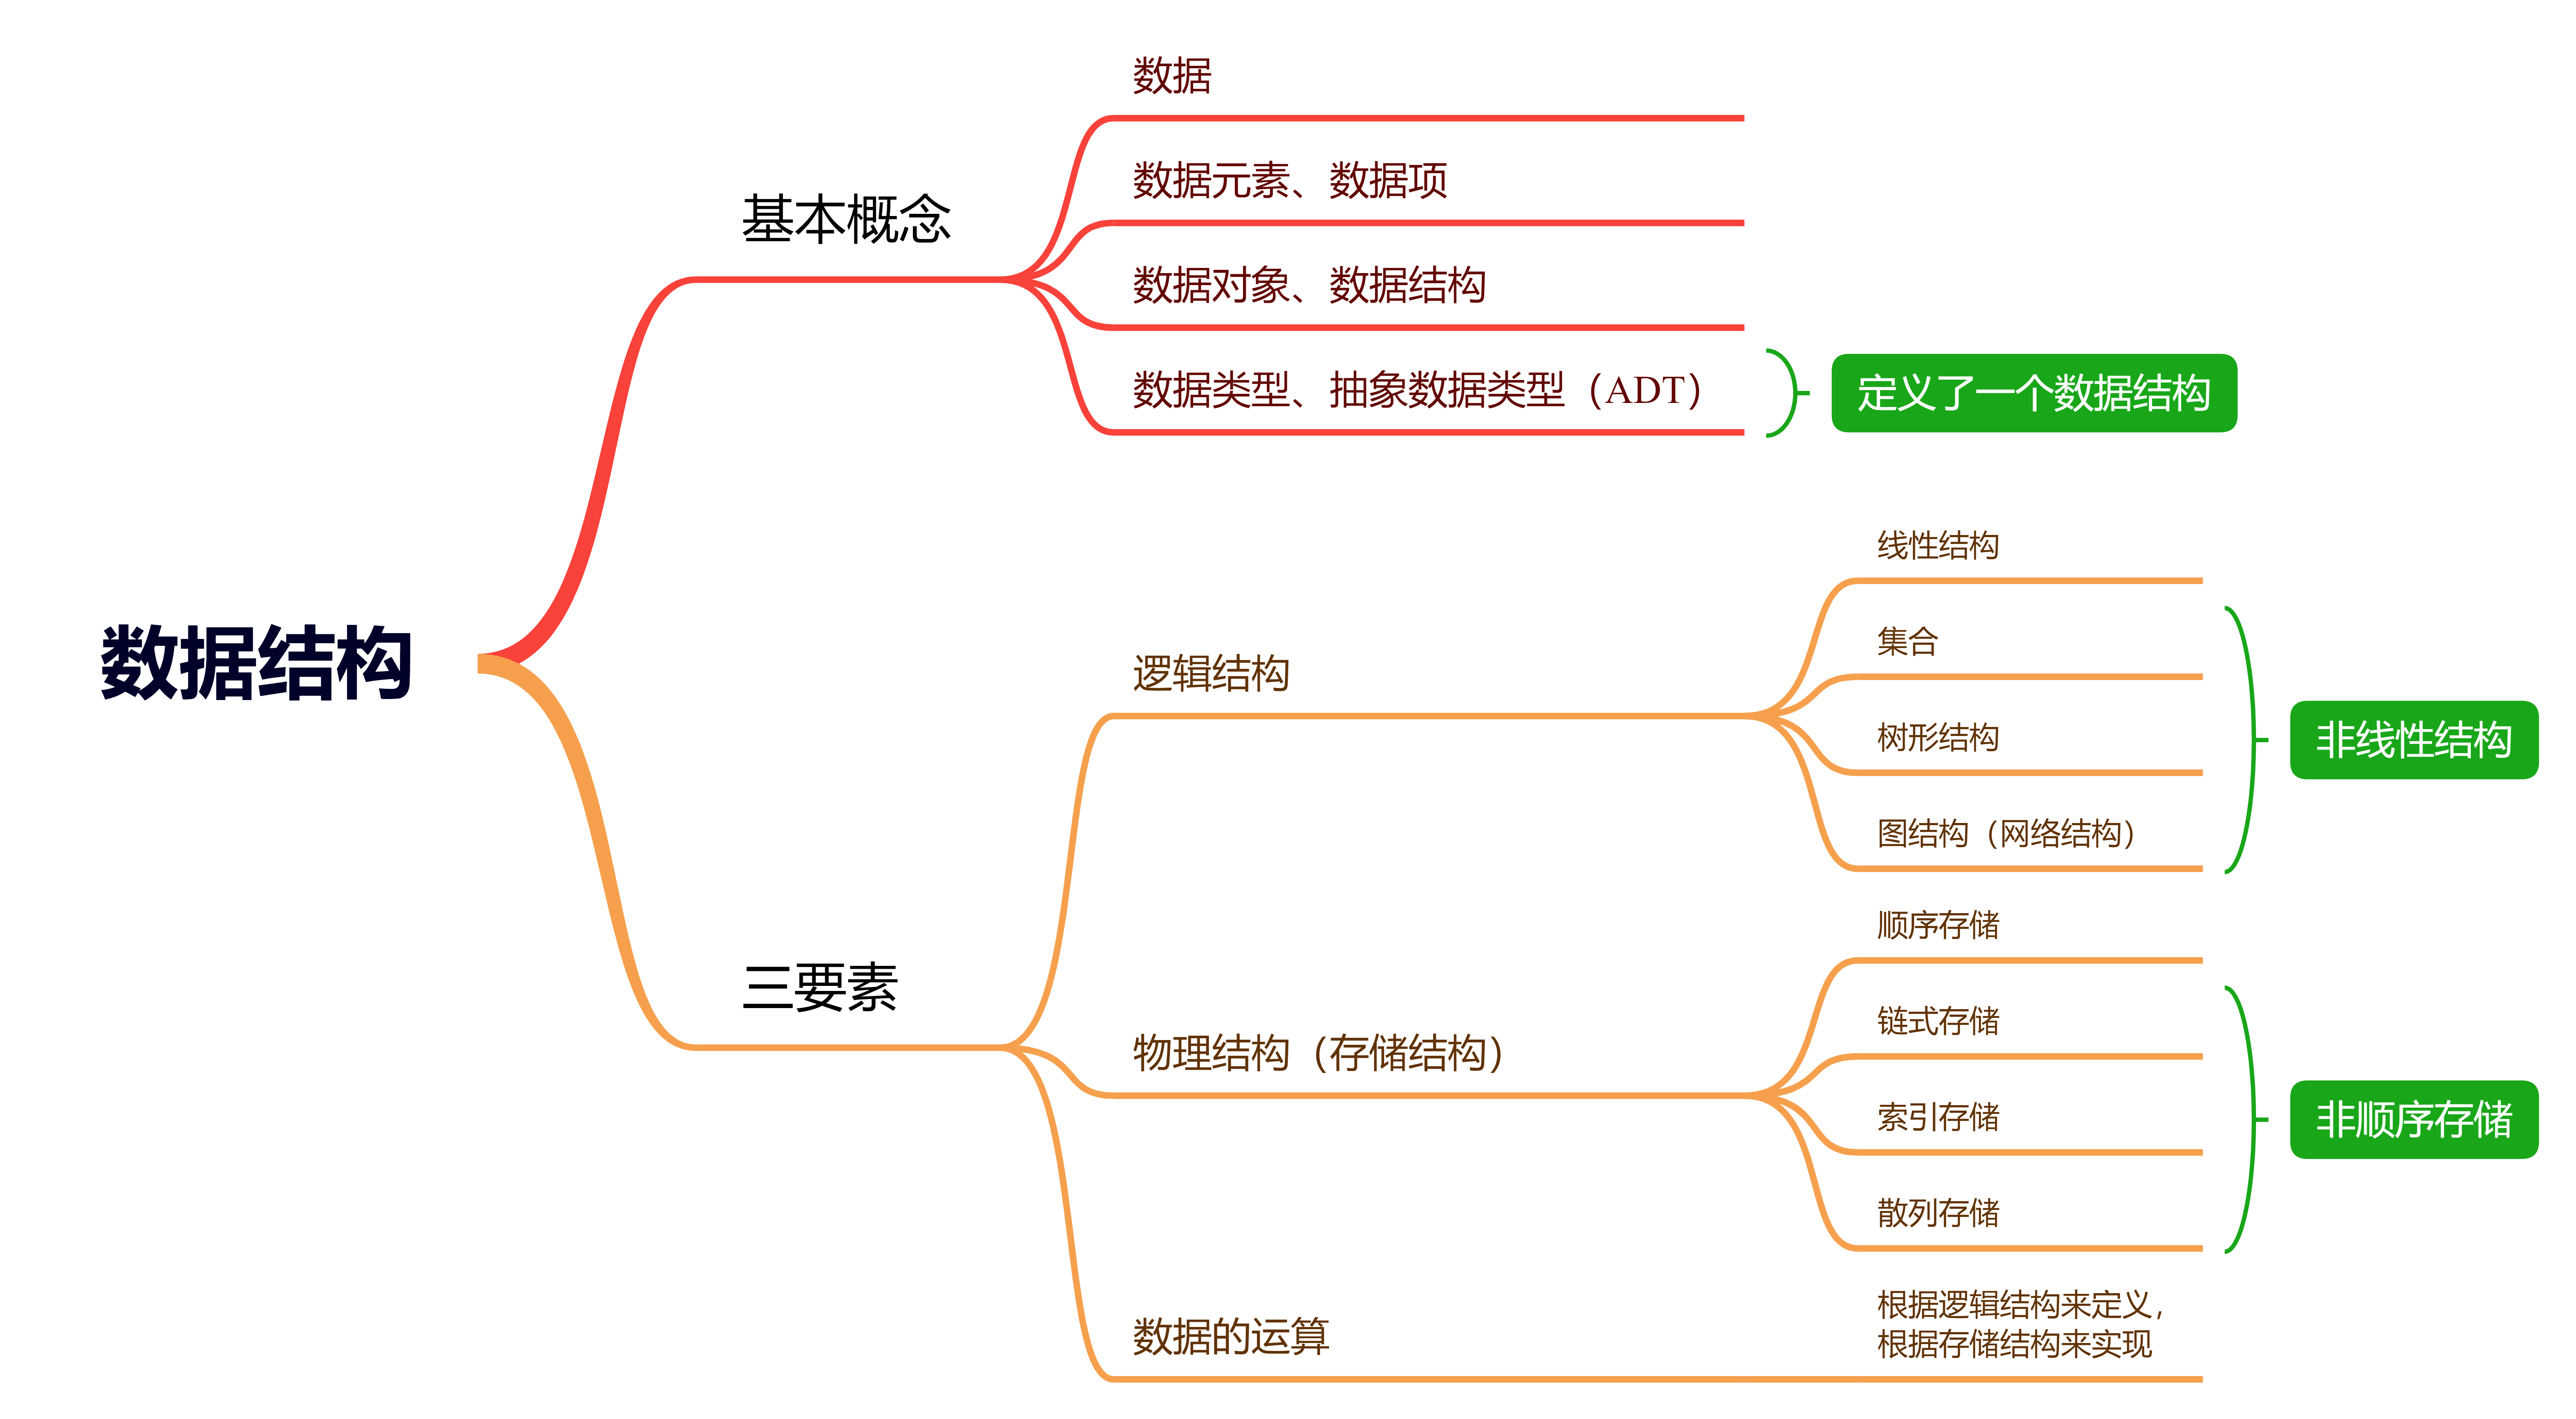 数据结构
基本概念
数据
数据元素、数据项
数据对象、数据结构
数据类型、抽象数据类型（ADT）
定义了一个数据结构
三要素
逻辑结构
线性结构
集合
树形结构
图结构（网络结构）
非线性结构
物理结构（存储结构）
顺序存储
链式存储
索引存储
散列存储
非顺序存储
数据的运算
根据逻辑结构来定义，
根据存储结构来实现